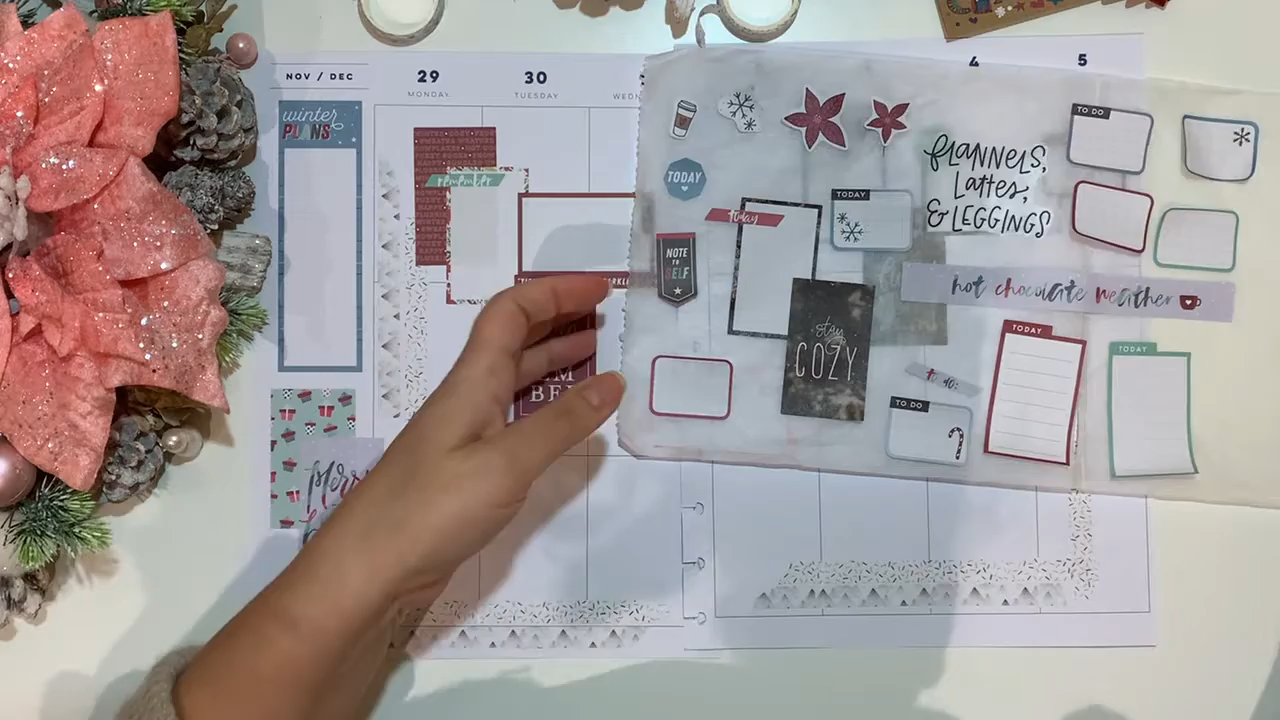 NOV / DEC
29
MONDAY
30
TUESDAY
4
5
winter
PLANS
remember
TODAY
today
NOTE
TO
SELF
TODAY
FLANNELS,
Lattes,
& LEGGINGS
TO DO
hot chocolate weather
stay
COZY
to do:
TO DO
TODAY
TODAY